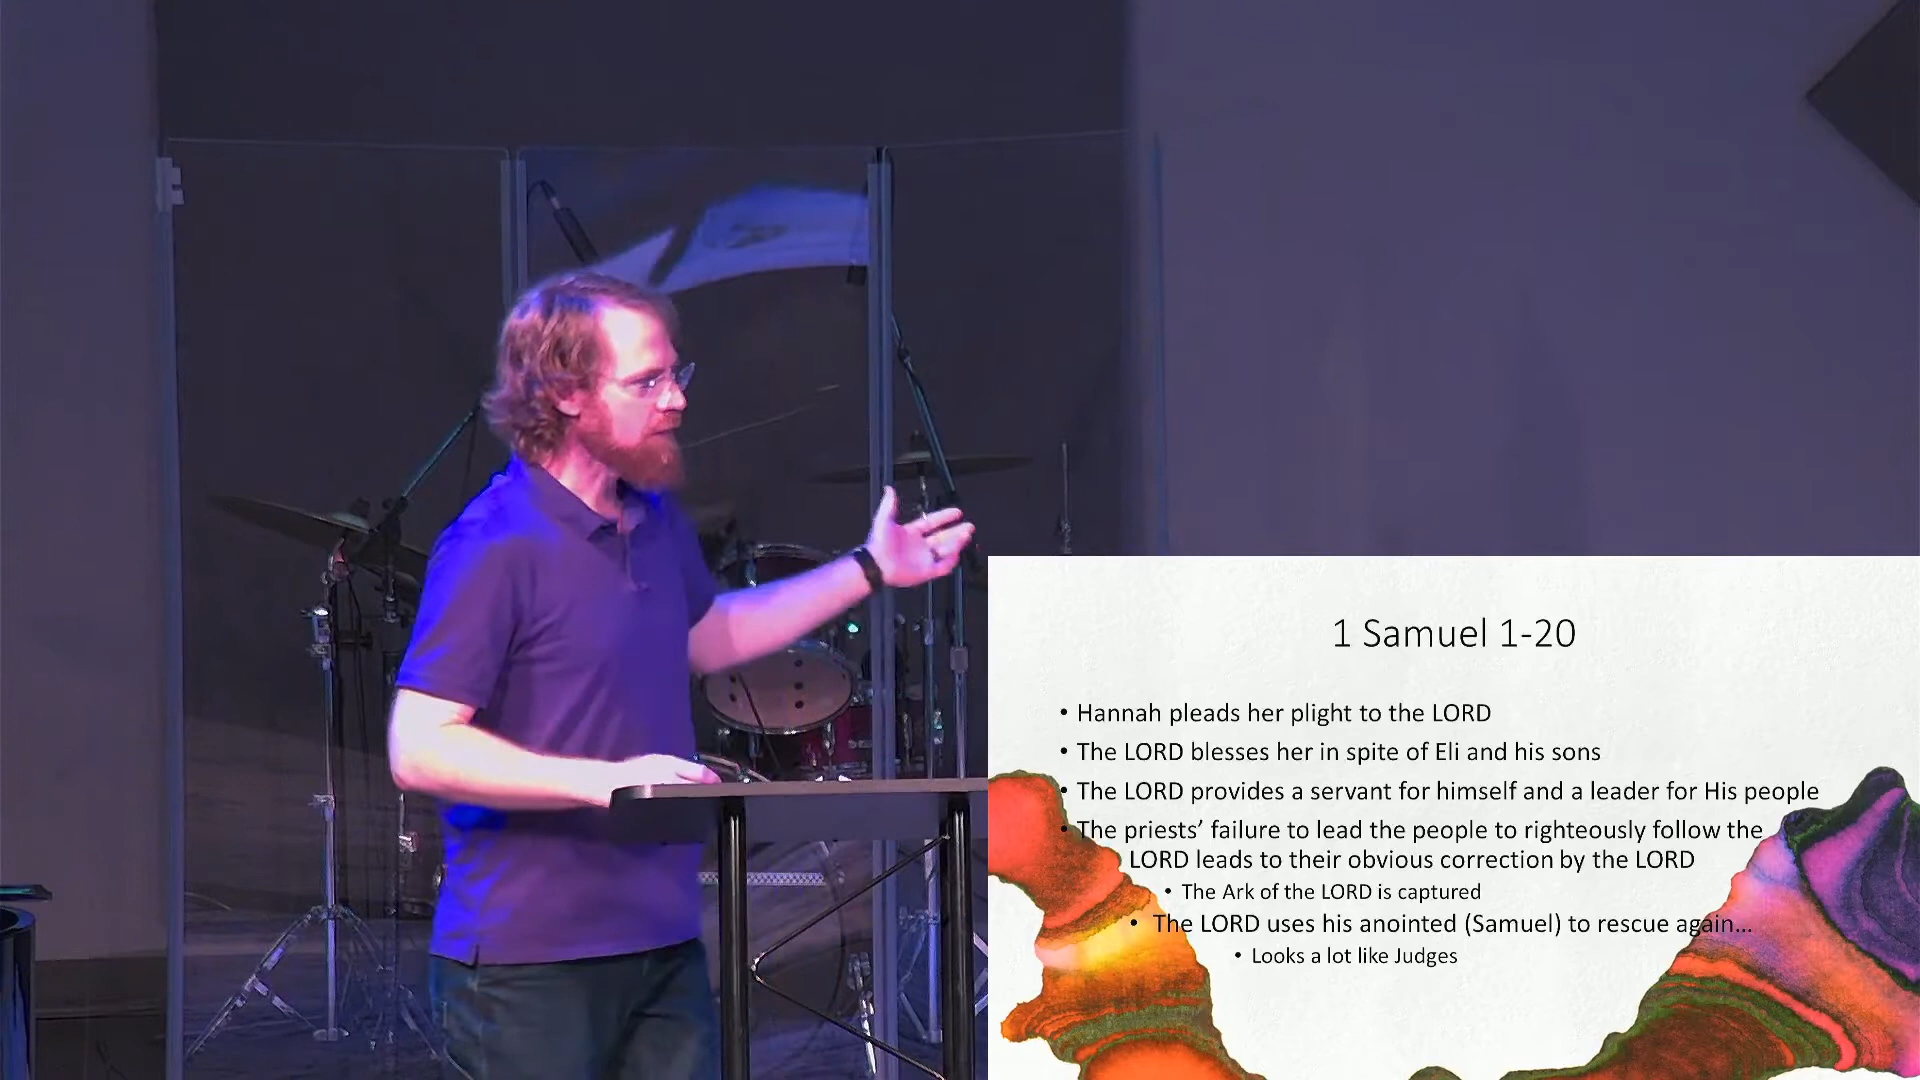 1 Samuel 1-20
• Hannah pleads her plight to the LORD
• The LORD blesses her in spite of Eli and his sons
• The LORD provides a servant for himself and a leader for His people
• The priests’ failure to lead the people to righteously follow the
LORD leads to their obvious correction by the LORD
• The Ark of the LORD is captured
• The LORD uses his anointed (Samuel) to rescue again...
• Looks a lot like Judges